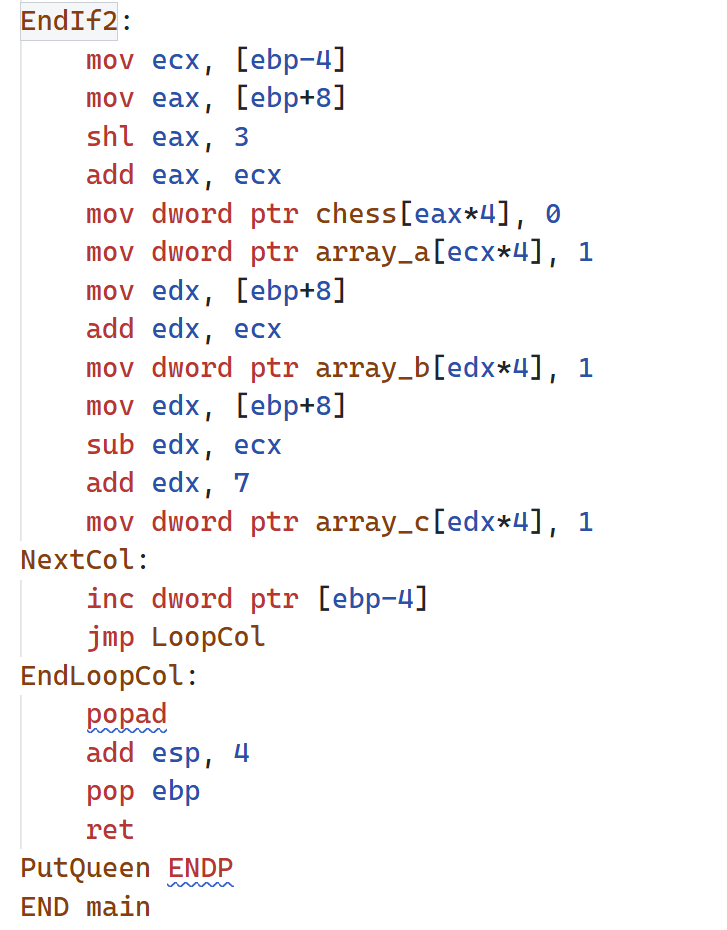 EndIf2:
    mov ecx, [ebp-4]
    mov eax, [ebp+8]
    shl eax, 3
    add eax, ecx
    mov dword ptr chess[eax*4], 0
    mov dword ptr array_a[ecx*4], 1
    mov edx, [ebp+8]
    add edx, ecx
    mov dword ptr array_b[edx*4], 1
    mov edx, [ebp+8]
    sub edx, ecx
    add edx, 7
    mov dword ptr array_c[edx*4], 1
NextCol:
    inc dword ptr [ebp-4]
    jmp LoopCol
EndLoopCol:
    popad
    add esp, 4
    pop ebp
    ret
PutQueen ENDP
END main